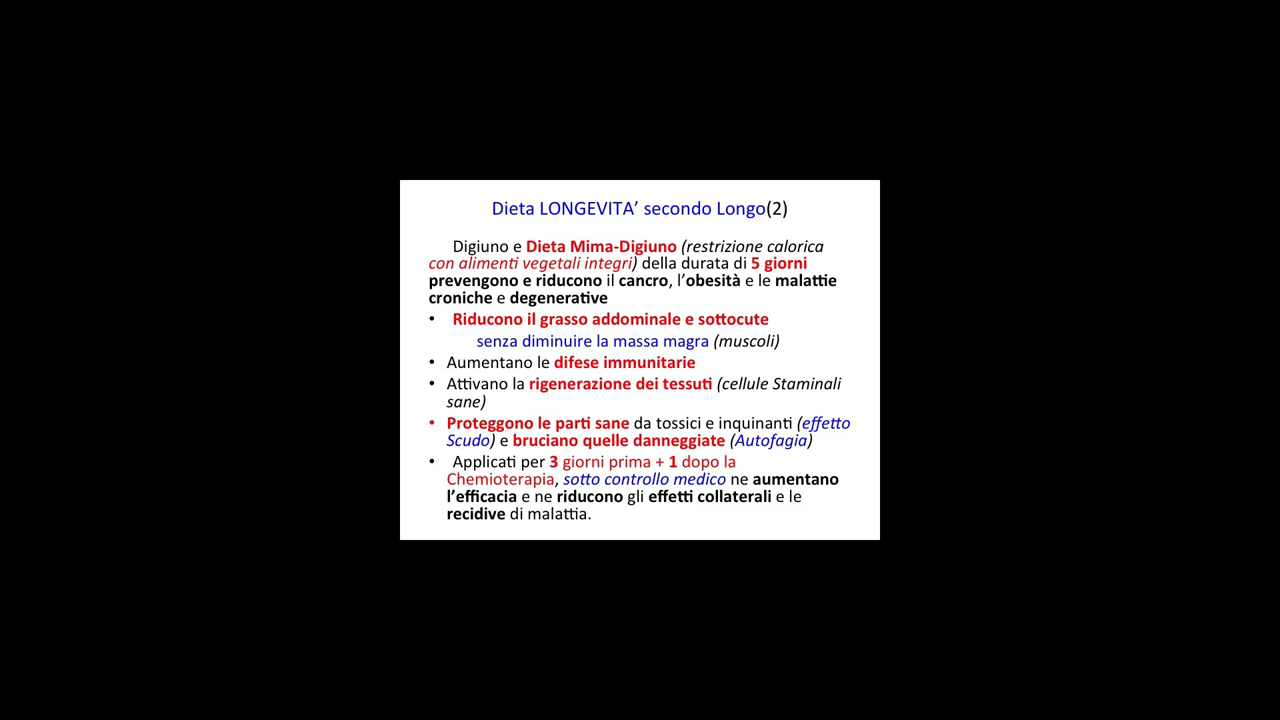 Dieta LONGEVITA’ secondo Longo(2)
Digiuno e Dieta Mima-Digiuno (restrizione calorica
con alimenti vegetali integri) della durata di 5 giorni
prevengono e riducono il cancro, l’obesità e le malattie
croniche e degenerative
• Riducono il grasso addominale e sottocute
senza diminuire la massa magra (muscoli)
• Aumentano le difese immunitarie
• Attivano la rigenerazione dei tessuti (cellule Staminali
sane)
• Proteggono le parti sane da tossici e inquinanti (effetto
Scudo) e bruciano quelle danneggiate (Autofagia)
• Applicati per 3 giorni prima + 1 dopo la
Chemioterapia, sotto controllo medico ne aumentano
l’efficacia e ne riducono gli effetti collaterali e le
recidive di malattia.